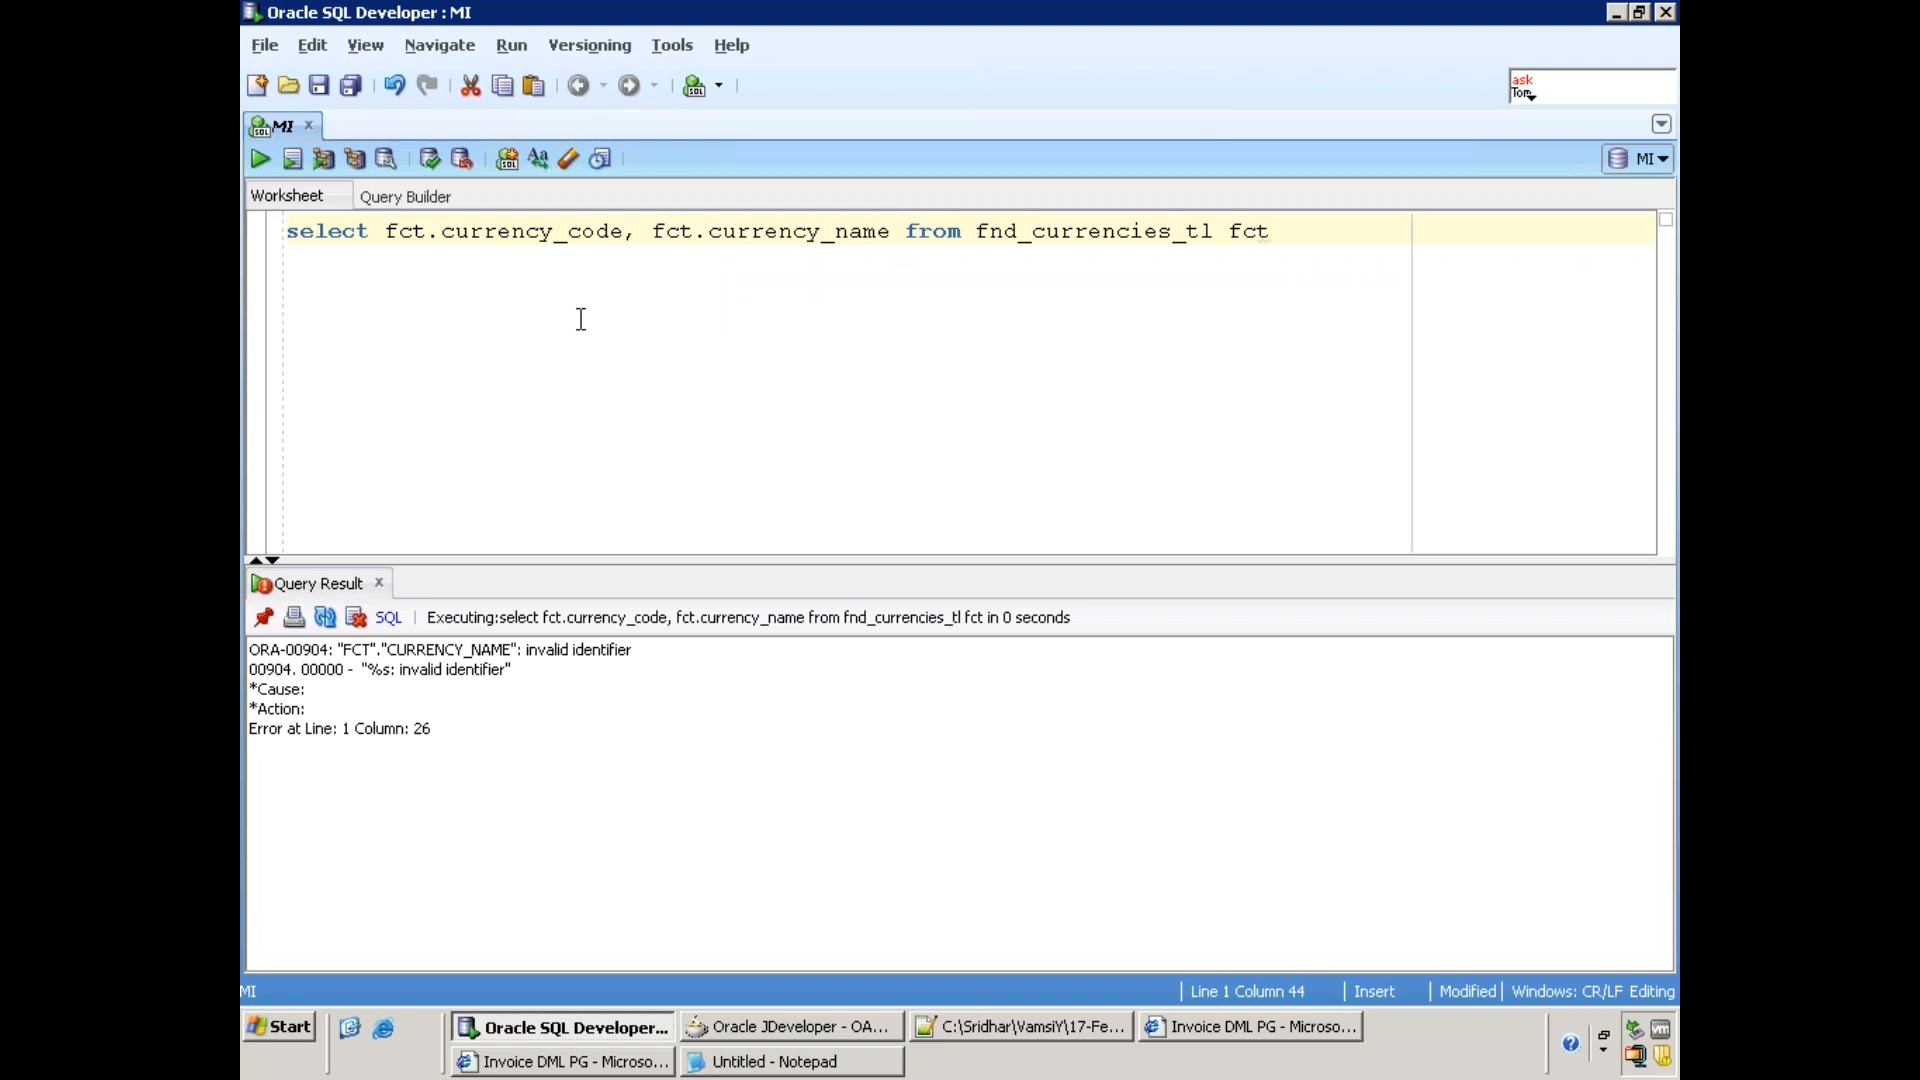 Oracle SQL Developer : MI
File Edit View Navigate Run Versioning Tools Help
ask
Tom
MI
MI
Worksheet Query Builder
select fct.currency_code, fct.currency_name from fnd_currencies_tl fct
Query Result
SQL Executing:select fct.currency_code, fct.currency_name from fnd_currencies_tl fct in 0 seconds
ORA-00904: "FCT"."CURRENCY_NAME": invalid identifier
00904. 00000 - "%s: invalid identifier"
*Cause:
*Action:
Error at Line: 1 Column: 26
MI Line 1 Column 44 Insert Modified Windows: CR/LF Editing
Start Oracle SQL Developer... Oracle JDeveloper - OA... C:\Sridhar\VamsiY\17-Fe... Invoice DML PG - Microso...
Invoice DML PG - Microso... Untitled - Notepad